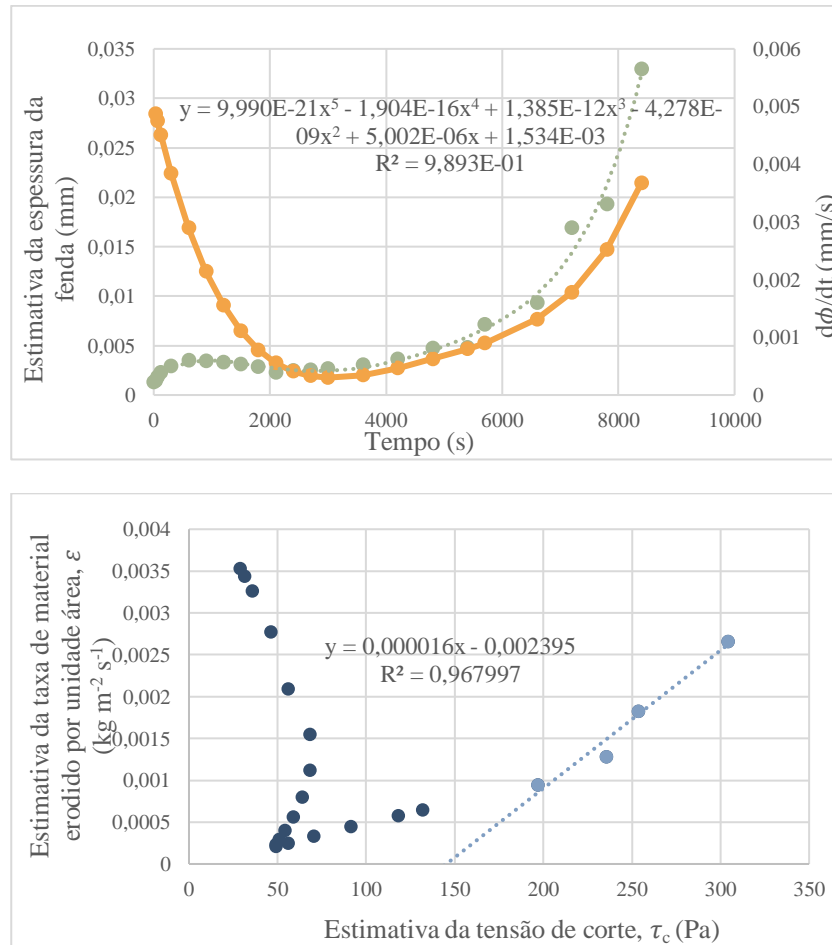 0,035
0,03
0,025
0,02
0,015
0,01
0,005
0
0,006
0,005
0,004
0,003
0,002
0,001
0
0 2000 4000 6000 8000 10000
Estimativa da espessura da
fenda (mm)
dϕ/dt (mm/s)
Tempo (s)
y = 9,990E-21x⁵ - 1,904E-16x⁴ + 1,385E-12x³ - 4,278E-
09x² + 5,002E-06x + 1,534E-03
R² = 9,893E-01
0,004
0,0035
0,003
0,0025
0,002
0,0015
0,001
0,0005
0
0 50 100 150 200 250 300 350
Estimativa da taxa de material
erodido por unidade área, ε
(kg m⁻² s⁻¹)
y = 0,000016x - 0,002395
R² = 0,967997
Estimativa da tensão de corte, τc (Pa)